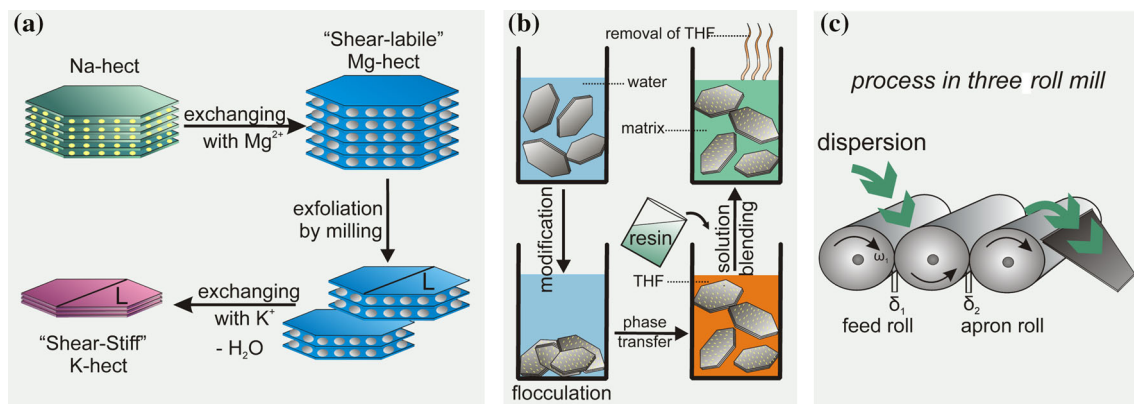 (a)
Na-hect
"Shear-labile"
Mg-hect
exchanging
with Mg²⁺
exfoliation
by milling
L
exchanging
with K⁺
- H₂O
L
"Shear-Stiff"
K-hect
(b)
removal of THF
water
matrix
modification
resin
solution
blending
THF
phase
transfer
flocculation
(c)
process in three roll mill
dispersion
ω₁
δ₁
δ₂
feed roll
apron roll